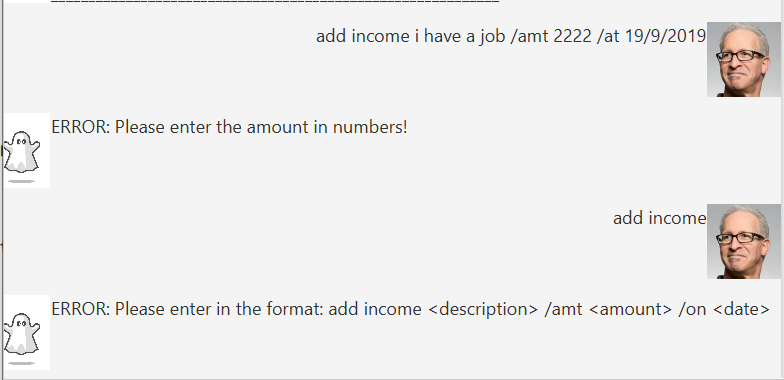 add income i have a job /amt 2222 /at 19/9/2019
ERROR: Please enter the amount in numbers!
add income
ERROR: Please enter in the format: add income <description> /amt <amount> /on <date>